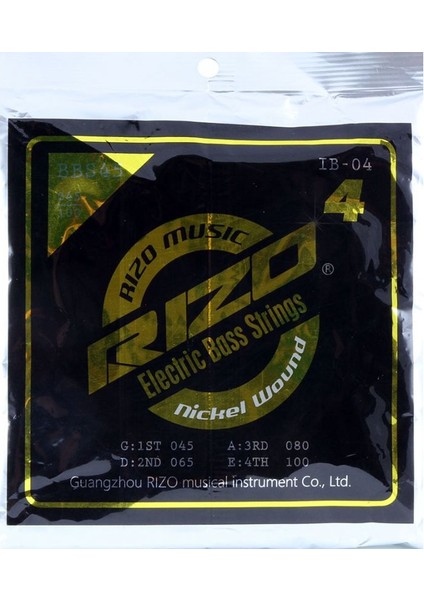 BBS45
IB-04
4
RIZO MUSIC
RIZO ®
Electric Bass Strings
Nickel Wound
G:1ST 045 A:3RD 080
D:2ND 065 E:4TH 100
Guangzhou RIZO musical instrument Co., Ltd.